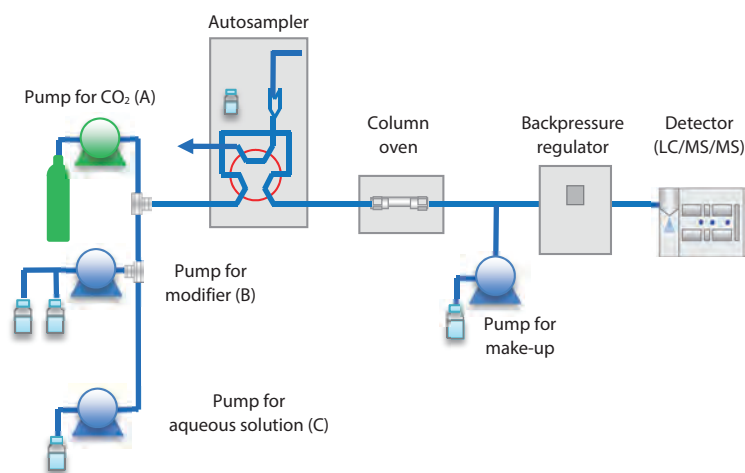 Autosampler
Pump for CO₂ (A)
Column
oven
Backpressure
regulator
Detector
(LC/MS/MS)
Pump for
modifier (B)
Pump for
make-up
Pump for
aqueous solution (C)